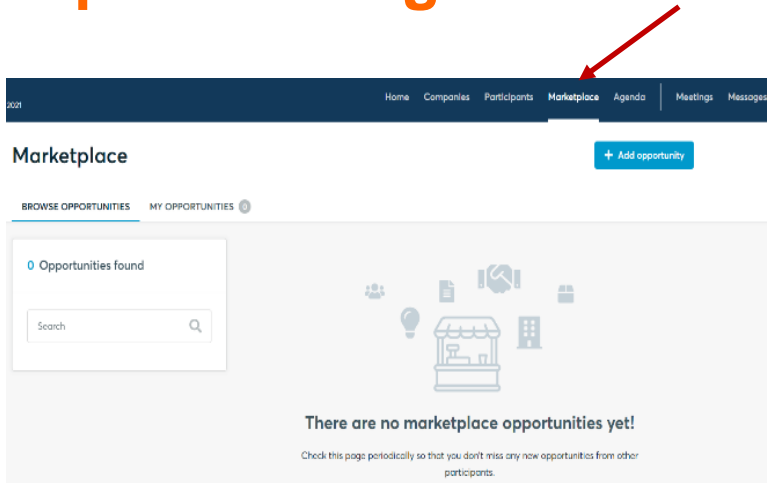 2021
Home Companies Participants Marketplace Agenda Meetings Messages
Marketplace
+ Add opportunity
BROWSE OPPORTUNITIES MY OPPORTUNITIES 0
0 Opportunities found
Search
There are no marketplace opportunities yet!
Check this page periodically so that you don't miss any new opportunities from other
participants.